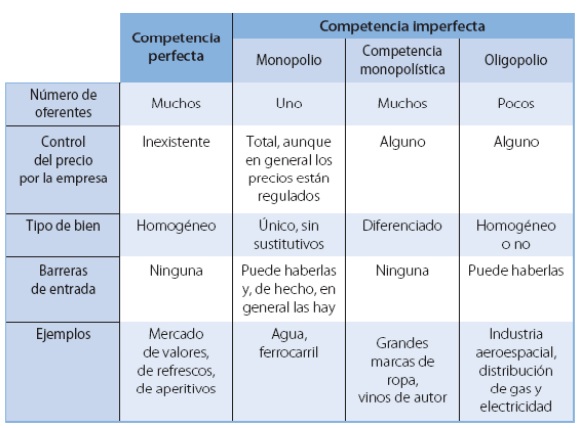 Competencia
perfecta
Competencia imperfecta
Monopolio
Competencia
monopolística
Oligopolio
Número de
oferentes
Muchos
Uno
Muchos
Pocos
Control
del precio
por la empresa
Inexistente
Total, aunque
en general los
precios están
regulados
Alguno
Alguno
Tipo de bien
Homogéneo
Único, sin
sustitutivos
Diferenciado
Homogéneo
o no
Barreras
de entrada
Ninguna
Puede haberlas
y, de hecho, en
general las hay
Ninguna
Puede haberlas
Ejemplos
Mercado
de valores,
de refrescos,
de aperitivos
Agua,
ferrocarril
Grandes
marcas de
ropa,
vinos de autor
Industria
aeroespacial,
distribución
de gas y
electricidad